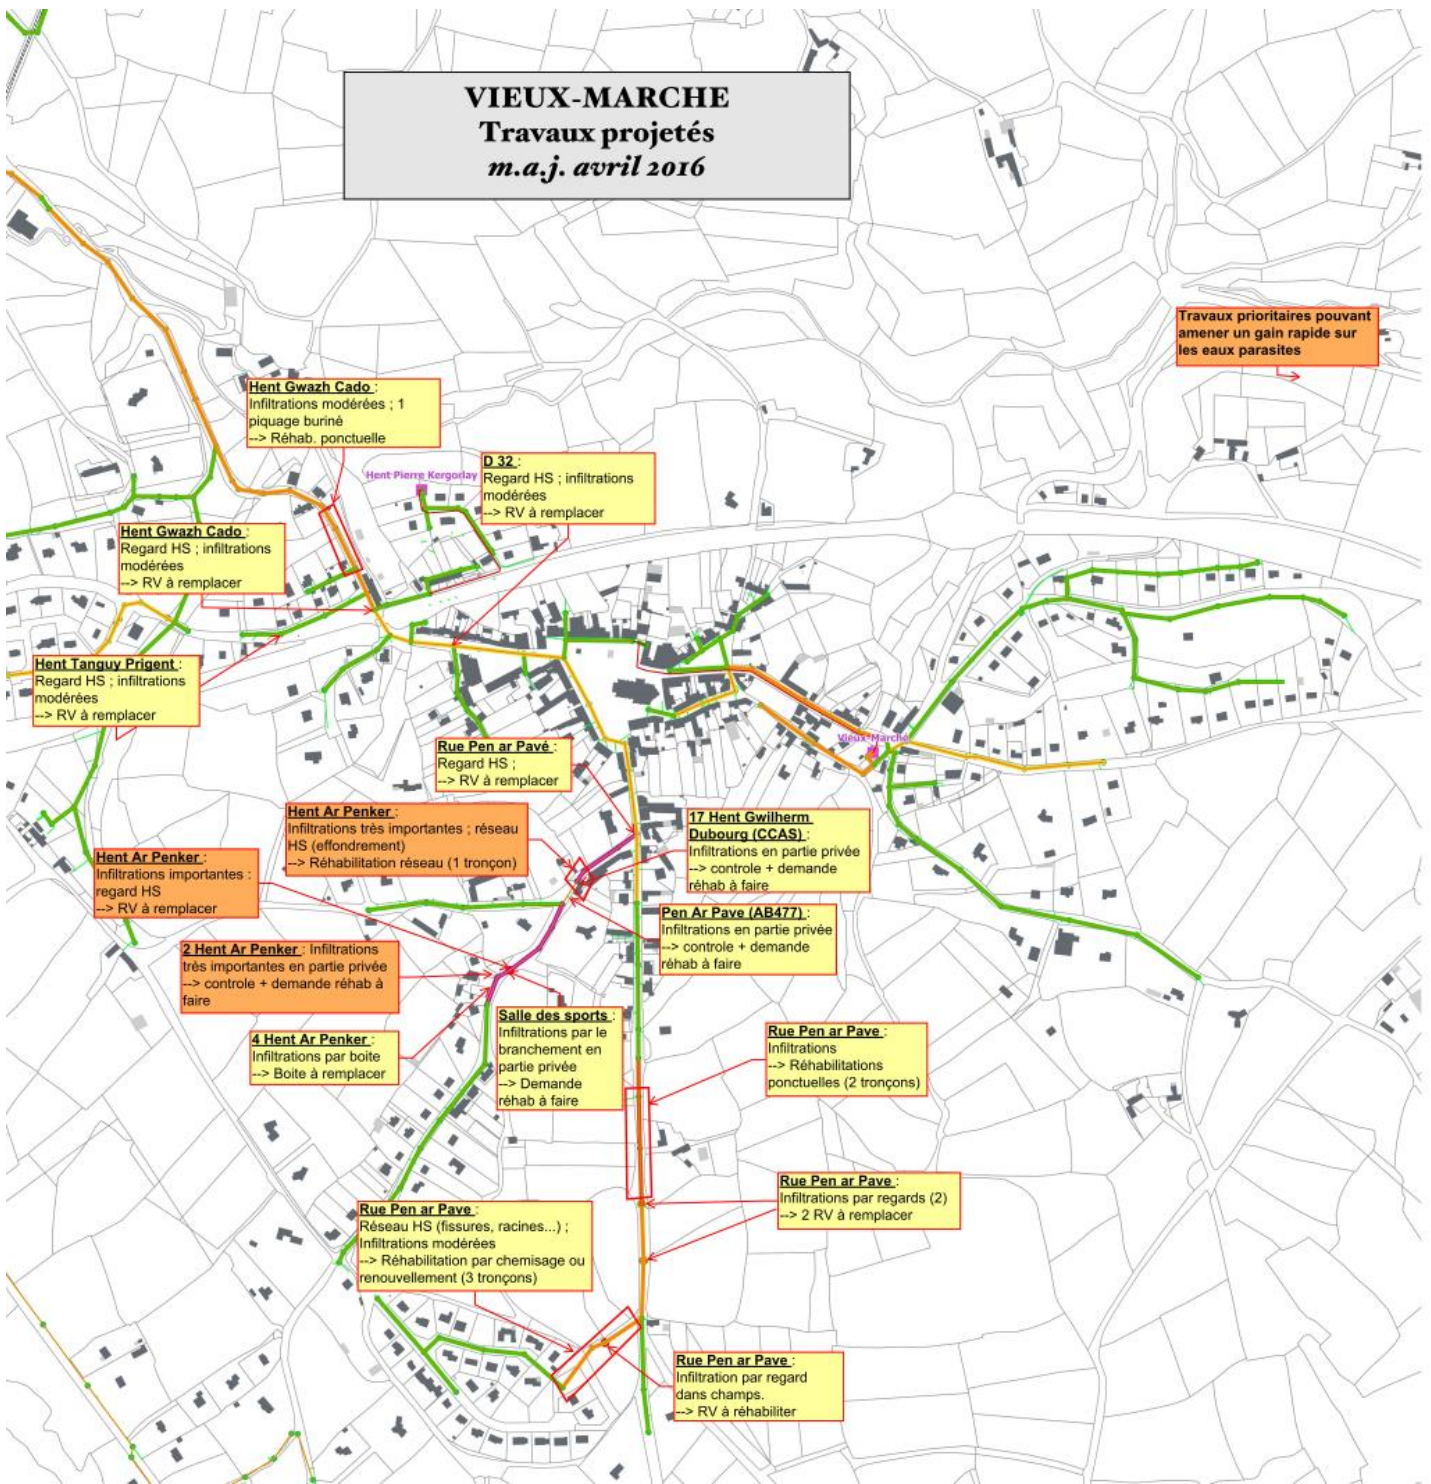 VIEUX-MARCHE
Travaux projetés
m.a.j. avril 2016
Travaux prioritaires pouvant
amener un gain rapide sur
les eaux parasites
Hent Gwazh Cado :
Infiltrations modérées ; 1
piquage buriné
--> Réhab. ponctuelle
Hent Pierre Kergorlay
D 32 :
Regard HS ; infiltrations
modérées
--> RV à remplacer
Hent Gwazh Cado :
Regard HS ; infiltrations
modérées
--> RV à remplacer
Hent Tanguy Prigent :
Regard HS ; infiltrations
modérées
--> RV à remplacer
Vieux-Marché
Rue Pen ar Pavé :
Regard HS ;
--> RV à remplacer
Hent Ar Penker :
Infiltrations très importantes ; réseau
HS (effondrement)
--> Réhabilitation réseau (1 tronçon)
17 Hent Gwilherm
Dubourg (CCAS) :
Infiltrations en partie privée
--> controle + demande
réhab à faire
Hent Ar Penker :
Infiltrations importantes :
regard HS
--> RV à remplacer
Pen Ar Pave (AB477) :
Infiltrations en partie privée
--> controle + demande
réhab à faire
2 Hent Ar Penker : Infiltrations
très importantes en partie privée
--> controle + demande réhab à
faire
Salle des sports :
Infiltrations par le
branchement en
partie privée
--> Demande
réhab à faire
4 Hent Ar Penker :
Infiltrations par boite
--> Boite à remplacer
Rue Pen ar Pave :
Infiltrations
--> Réhabilitations
ponctuelles (2 tronçons)
Rue Pen ar Pave :
Infiltrations par regards (2)
--> 2 RV à remplacer
Rue Pen ar Pave :
Réseau HS (fissures, racines...) ;
Infiltrations modérées
--> Réhabilitation par chemisage ou
renouvellement (3 tronçons)
Rue Pen ar Pave :
Infiltration par regard
dans champs.
--> RV à réhabiliter